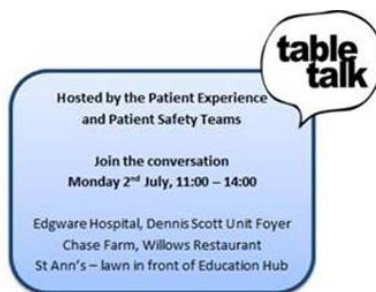 table
talk
Hosted by the Patient Experience
and Patient Safety Teams
Join the conversation
Monday 2nd July, 11:00 – 14:00
Edgware Hospital, Dennis Scott Unit Foyer
Chase Farm, Willows Restaurant
St Ann's – lawn in front of Education Hub